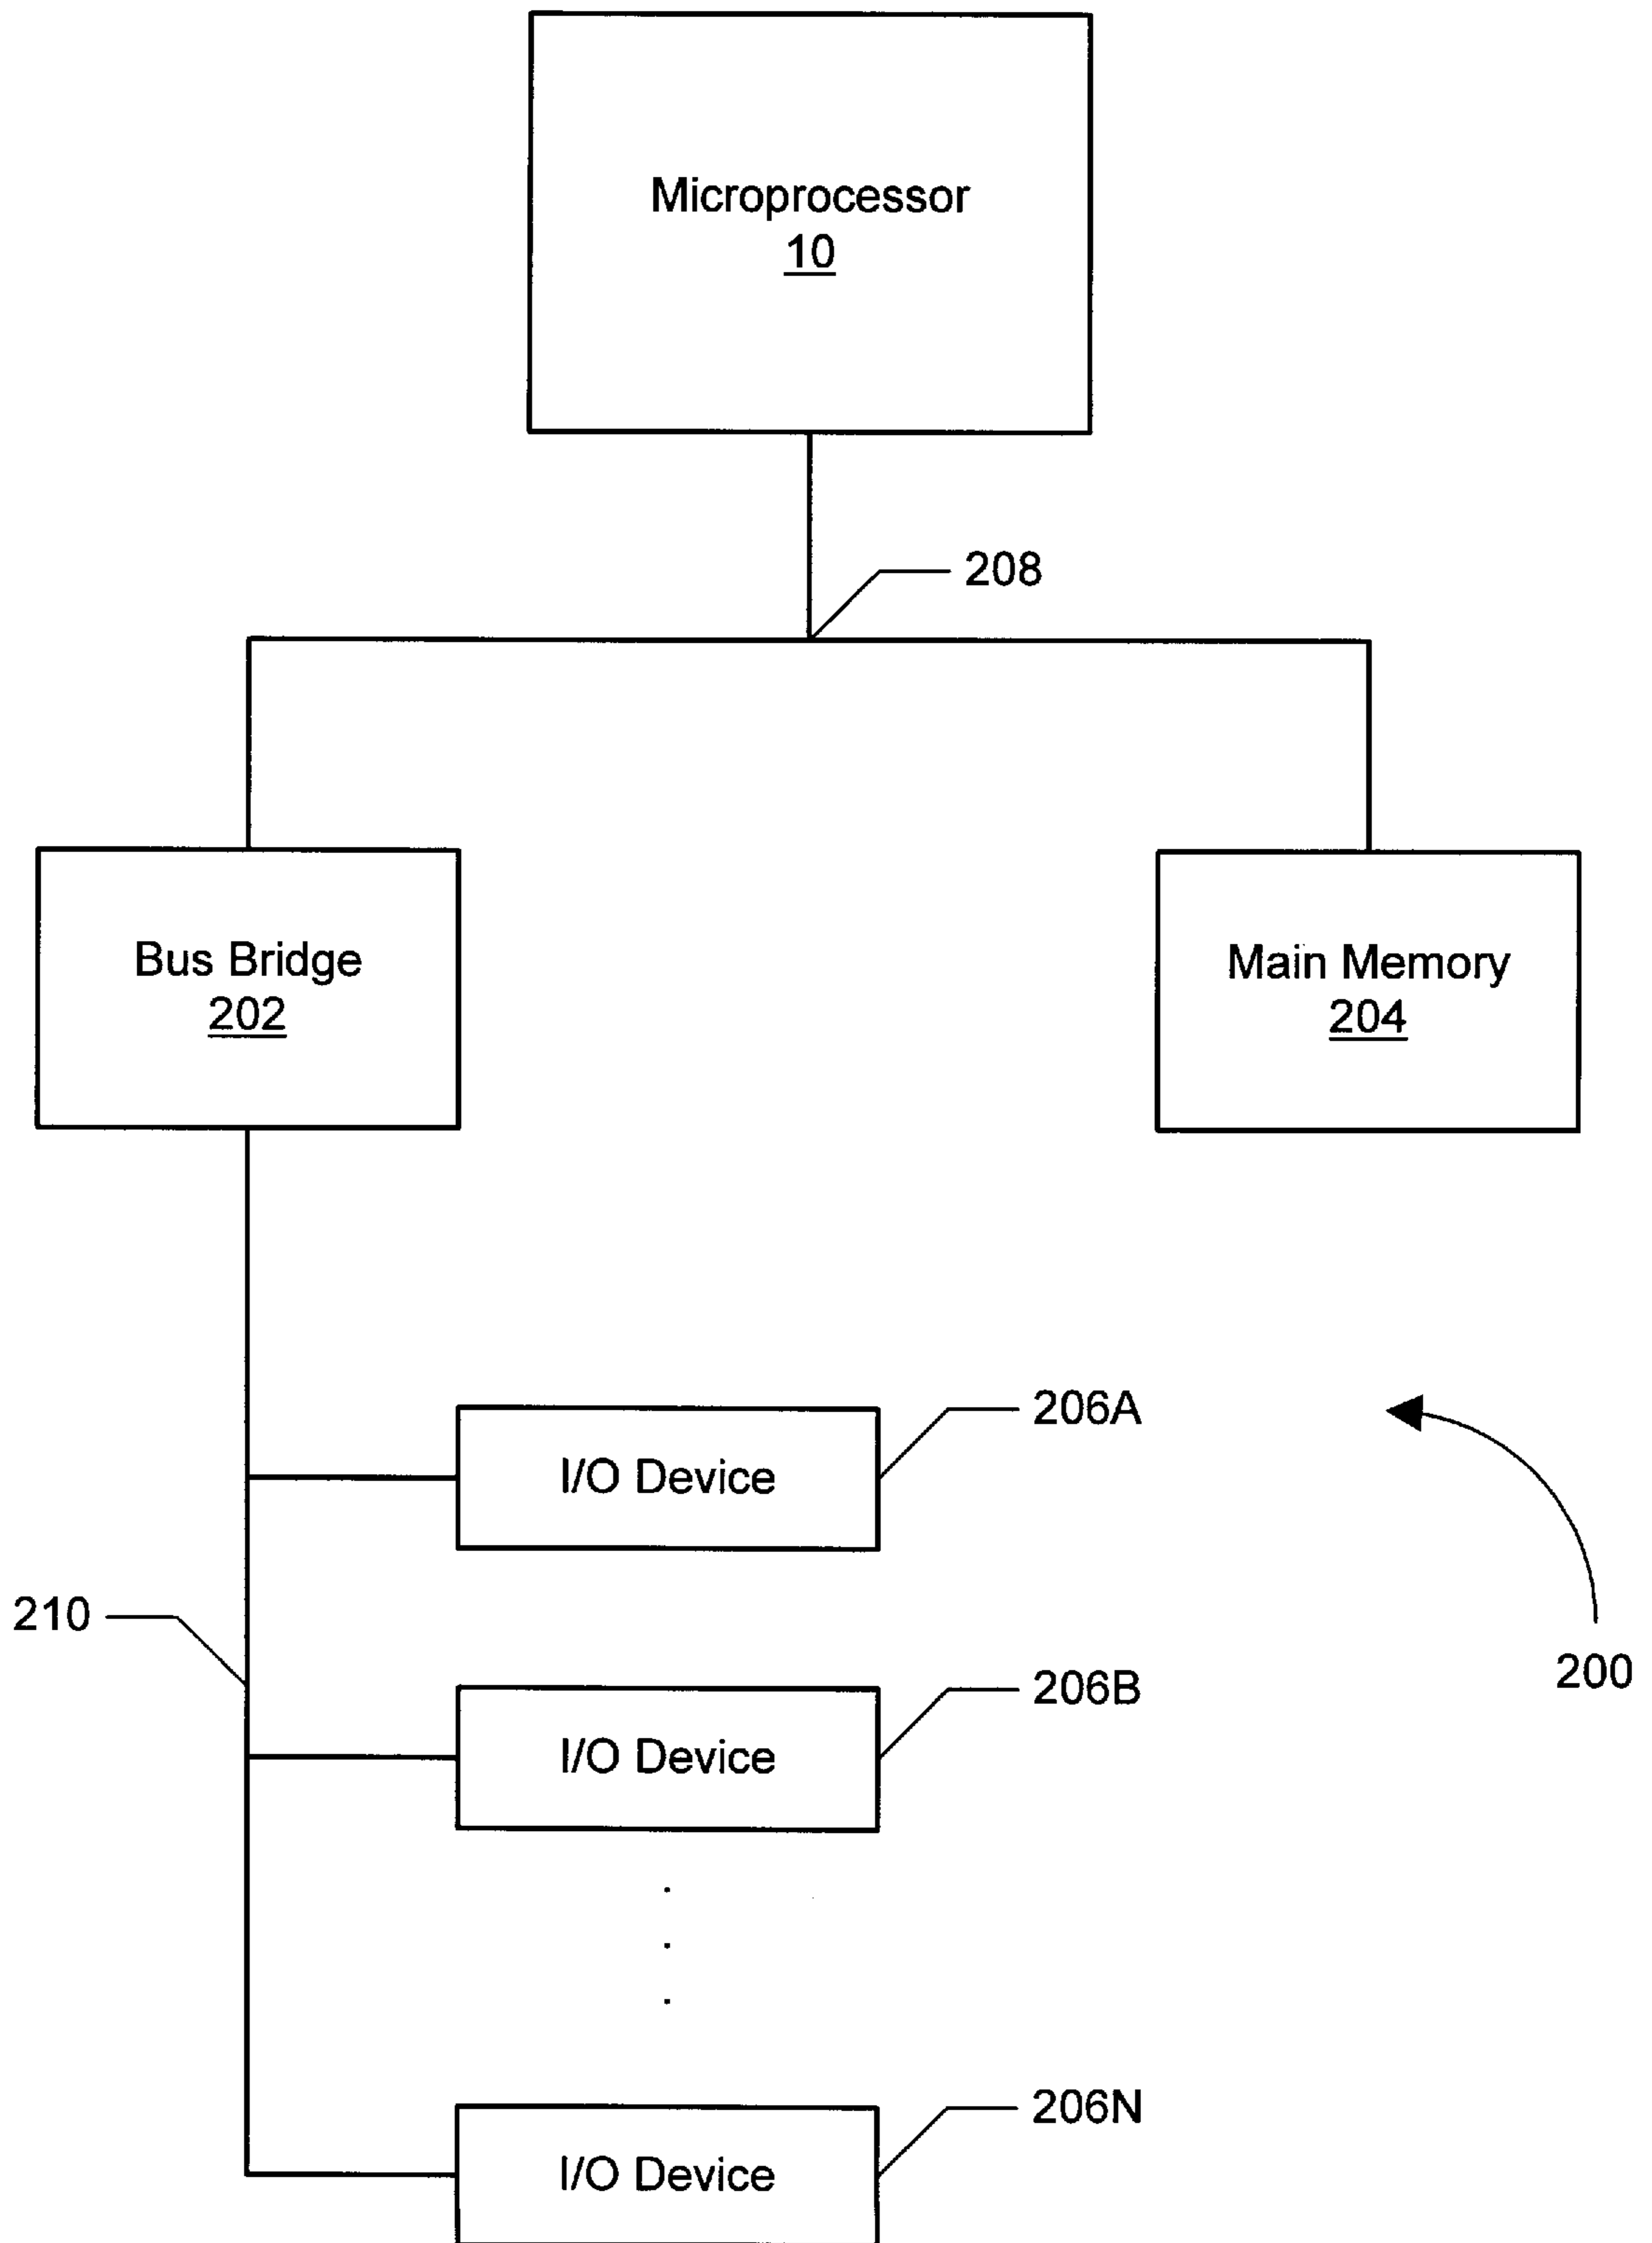 Microprocessor
10
208
Bus Bridge
202
Main Memory
204
206A
I/O Device
210
200
206B
I/O Device
206N
I/O Device